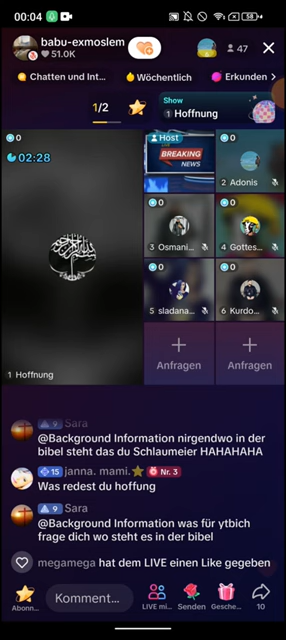 00:04
58
babu-exmoslem
51.0K
47
Chatten und Int...
Wöchentlich
Erkunden
1/2
Show
1 Hoffnung
0
02:28
Host
BREAKING
NEWS
0
2 Adonis
0
3 Osmani...
0
4 Gottes...
0
5 sladana...
0
6 Kurdo...
1 Hoffnung
Anfragen
Anfragen
9 Sara
@Background Information nirgendwo in der
bibel steht das du Schlaumeier HAHAHAHA
15 janna. mami. Nr. 3
Was redest du hoffung
9 Sara
@Background Information was für ytbich
frage dich wo steht es in der bibel
megamega hat dem LIVE einen Like gegeben
Abonn...
Komment...
LIVE mi...
Senden
Gesche...
10